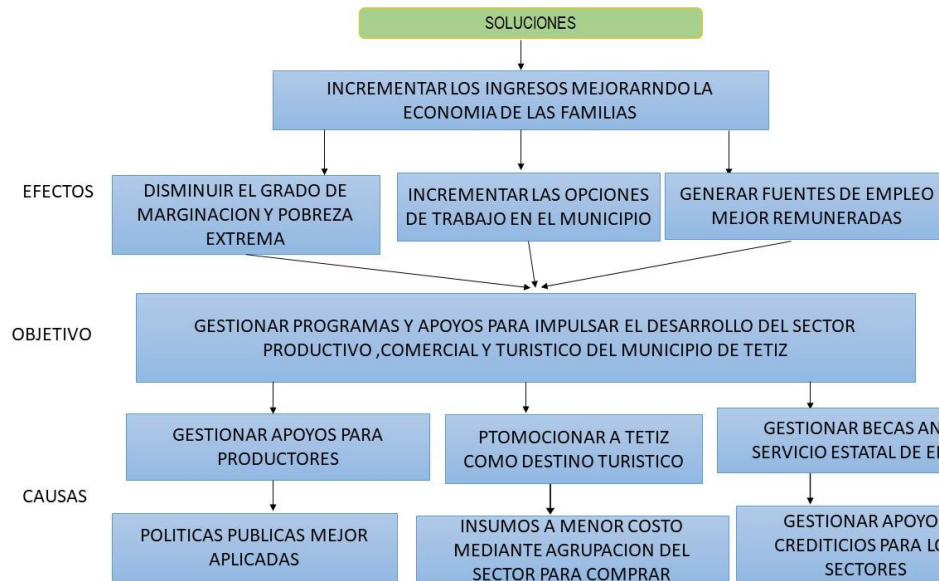 SOLUCIONES
INCREMENTAR LOS INGRESOS MEJORARNDO LA
ECONOMIA DE LAS FAMILIAS
EFECTOS
DISMINUIR EL GRADO DE
MARGINACION Y POBREZA
EXTREMA
INCREMENTAR LAS OPCIONES
DE TRABAJO EN EL MUNICIPIO
GENERAR FUENTES DE EMPLEO
MEJOR REMUNERADAS
OBJETIVO
GESTIONAR PROGRAMAS Y APOYOS PARA IMPULSAR EL DESARROLLO DEL SECTOR
PRODUCTIVO ,COMERCIAL Y TURISTICO DEL MUNICIPIO DE TETIZ
GESTIONAR APOYOS PARA
PRODUCTORES
PTOMOCIONAR A TETIZ
COMO DESTINO TURISTICO
GESTIONAR BECAS
SERVICIO ESTATAL DE
CAUSAS
POLITICAS PUBLICAS MEJOR
APLICADAS
INSUMOS A MENOR COSTO
MEDIANTE AGRUPACION DEL
SECTOR PARA COMPRAR
GESTIONAR
CREDITICIOS PARA
SECTORES